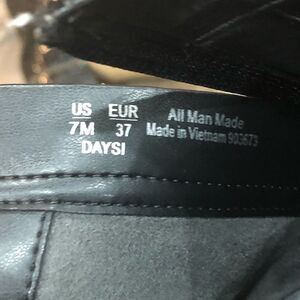 US EUR
7M 37
DAYSI
All Man Made
Made in Vietnam 903673